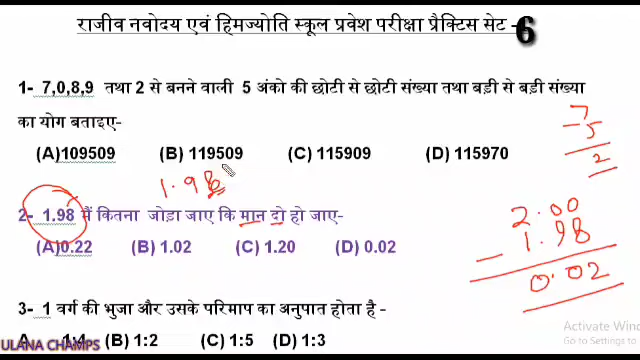 राजीव नवोदय एवं हिमज्योति स्कूल प्रवेश परीक्षा प्रैक्टिस सेट -6
1- 7,0,8,9 तथा 2 से बनने वाली 5 अंको की छोटी से छोटी संख्या तथा बड़ी से बड़ी संख्या
का योग बताइए-
(A)109509 (B) 119509 (C) 115909 (D) 115970
7
- 5
2
1.98
2- 1.98 मैं कितना जोड़ा जाए कि मान दो हो जाए-
(A)0.22 (B) 1.02 (C) 1.20 (D) 0.02
2.00
- 1.98
0.02
3- 1 वर्ग की भुजा और उसके परिमाप का अनुपात होता है -
A 1:4 (B) 1:2 (C) 1:5 (D) 1:3
ULANA CHAMPS
Activate Wind
Go to Settings to